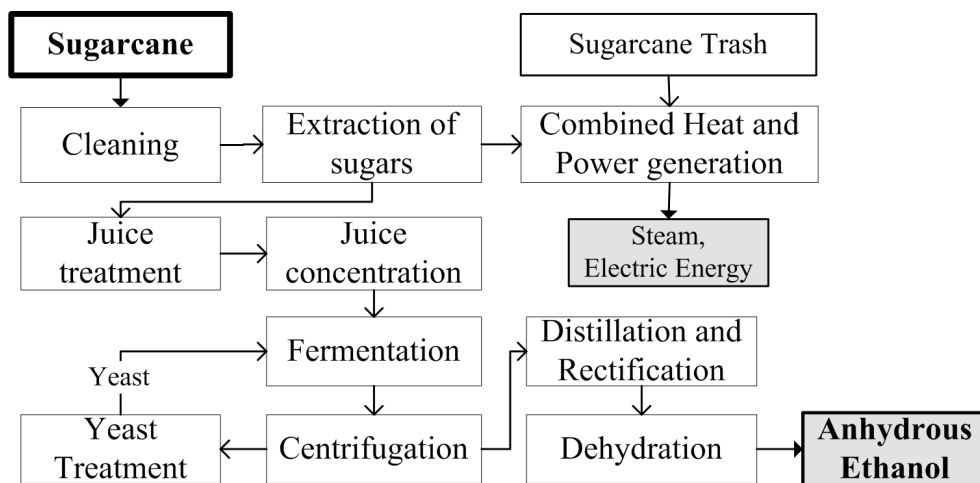 Sugarcane
Sugarcane Trash
Cleaning
Extraction of
sugars
Combined Heat and
Power generation
Juice
treatment
Juice
concentration
Steam,
Electric Energy
Fermentation
Distillation and
Rectification
Yeast
Yeast
Treatment
Centrifugation
Dehydration
Anhydrous
Ethanol